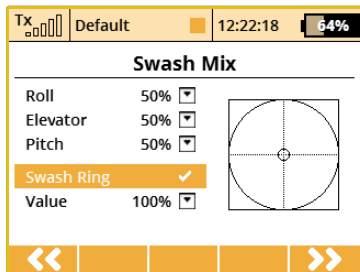 Tx Default 12:22:18 64%
Swash Mix
Roll 50%
Elevator 50%
Pitch 50%
Swash Ring
Value 100%